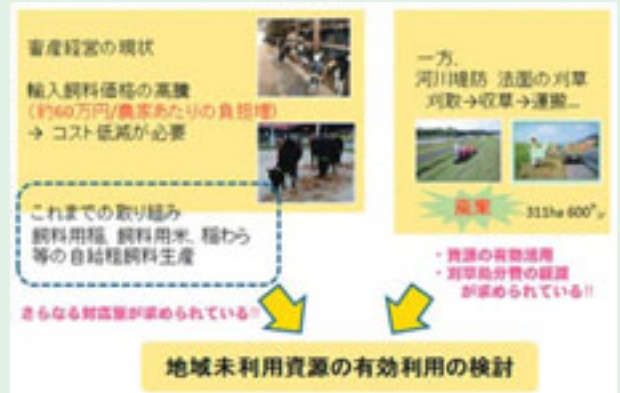 畜産経営の現状
輸入飼料価格の高騰
(約60万円/農家あたりの負担増)
→ コスト低減が必要
これまでの取り組み
飼料用稲、飼料用米、稲わら
等の自給粗飼料生産
さらなる対応策が求められている!!
一方、
河川堤防 法面の刈草
刈取→収草→運搬…
廃棄
311ha 600㌧
・資源の有効活用
・刈草処分費の軽減
が求められている!!
地域未利用資源の有効利用の検討